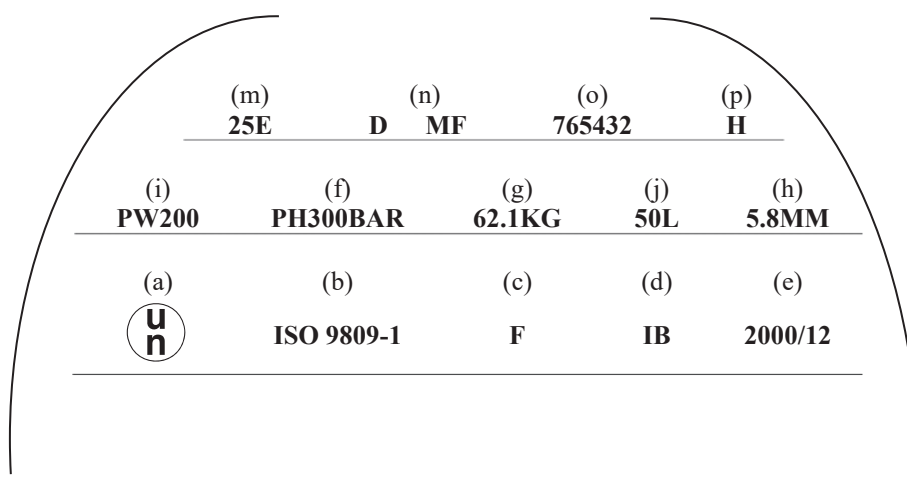 (m) (n) (o) (p)
25E D MF 765432 H
(i) (f) (g) (j) (h)
PW200 PH300BAR 62.1KG 50L 5.8MM
(a) (b) (c) (d) (e)
u
n
ISO 9809-1 F IB 2000/12